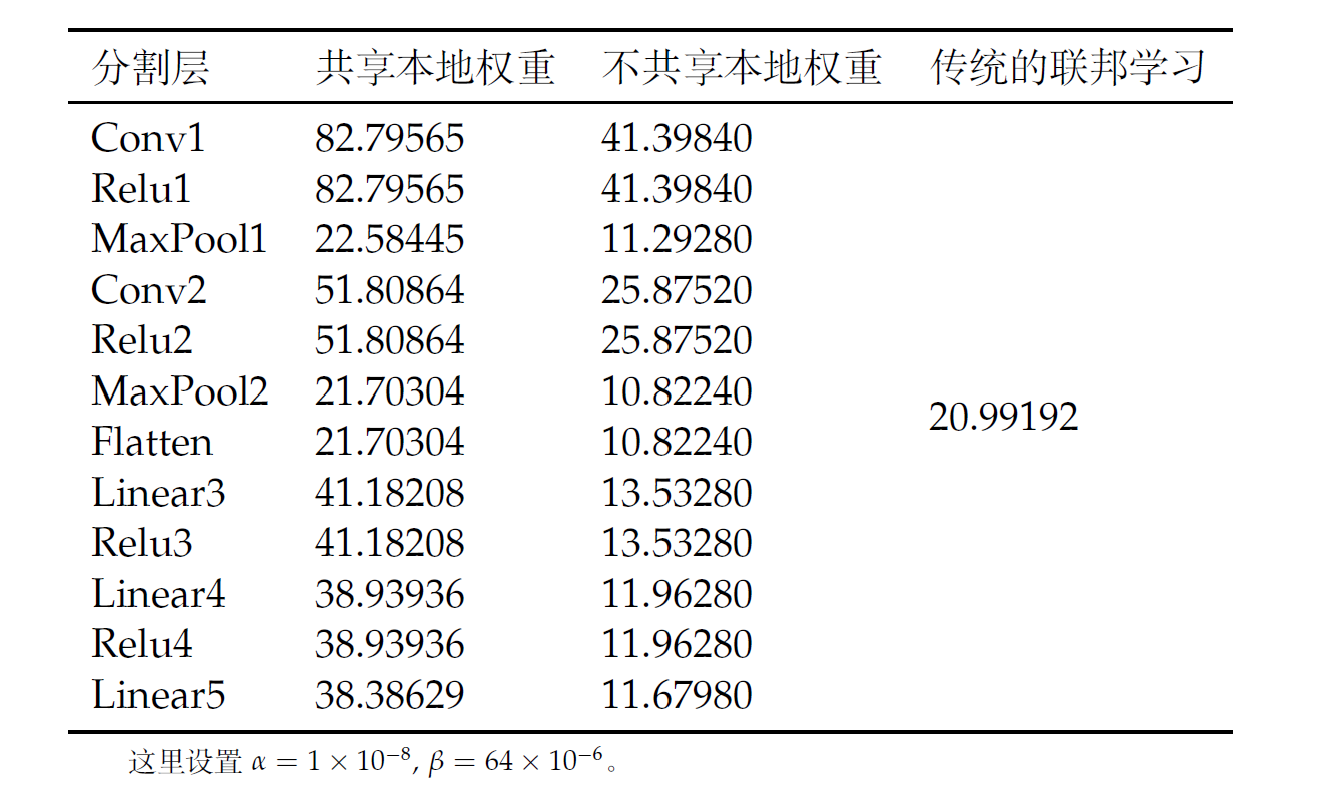 分割层 共享本地权重 不共享本地权重 传统的联邦学习
Conv1 82.79565 41.39840
Relu1 82.79565 41.39840
MaxPool1 22.58445 11.29280
Conv2 51.80864 25.87520
Relu2 51.80864 25.87520
MaxPool2 21.70304 10.82240
20.99192
Flatten 21.70304 10.82240
Linear3 41.18208 13.53280
Relu3 41.18208 13.53280
Linear4 38.93936 11.96280
Relu4 38.93936 11.96280
Linear5 38.38629 11.67980
这里设置 α = 1 × 10⁻⁸, β = 64 × 10⁻⁶。